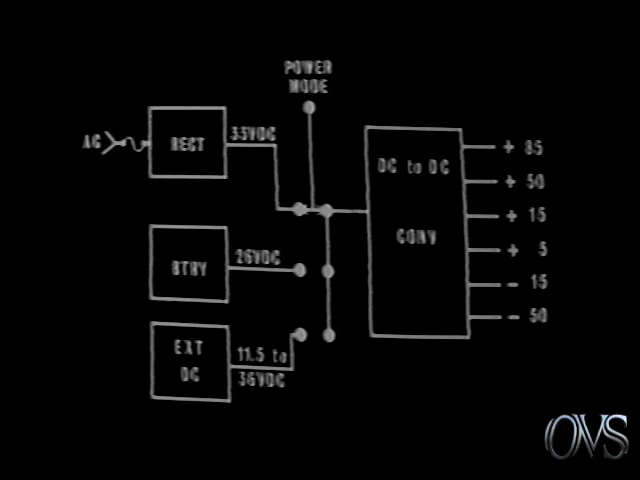 POWER
MODE
AC
RECT
33VDC
DC to DC
CONV
+ 85
+ 50
+ 15
+ 5
- 15
- 50
BTRY
26VDC
EXT
DC
11.5 to
36VDC
OVS